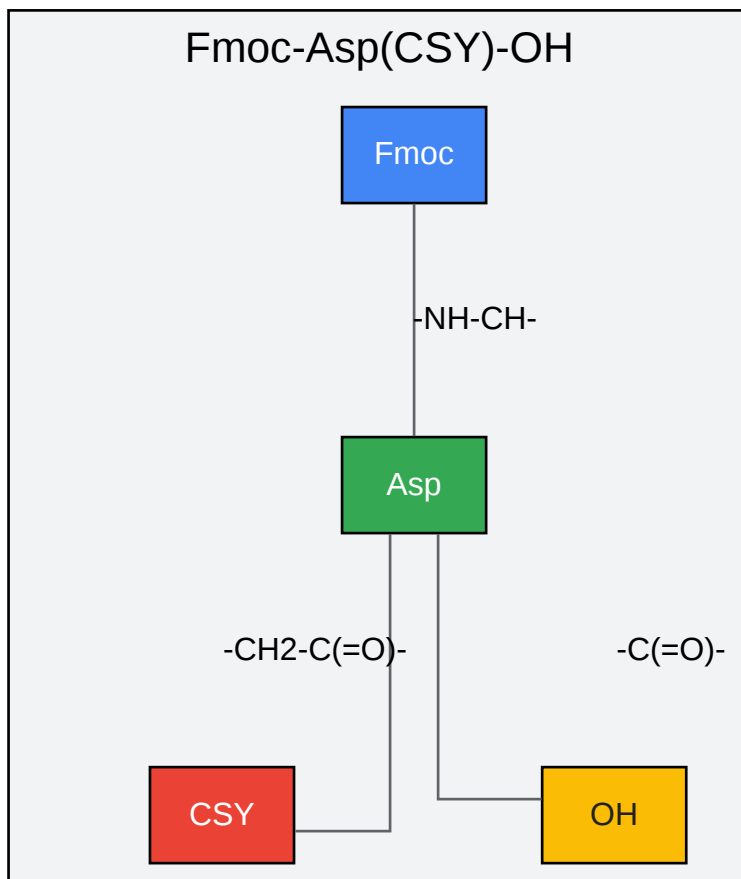 Fmoc-Asp(CSY)-OH
Fmoc
-NH-CH-
Asp
-CH2-C(=O)-
-C(=O)-
CSY
OH